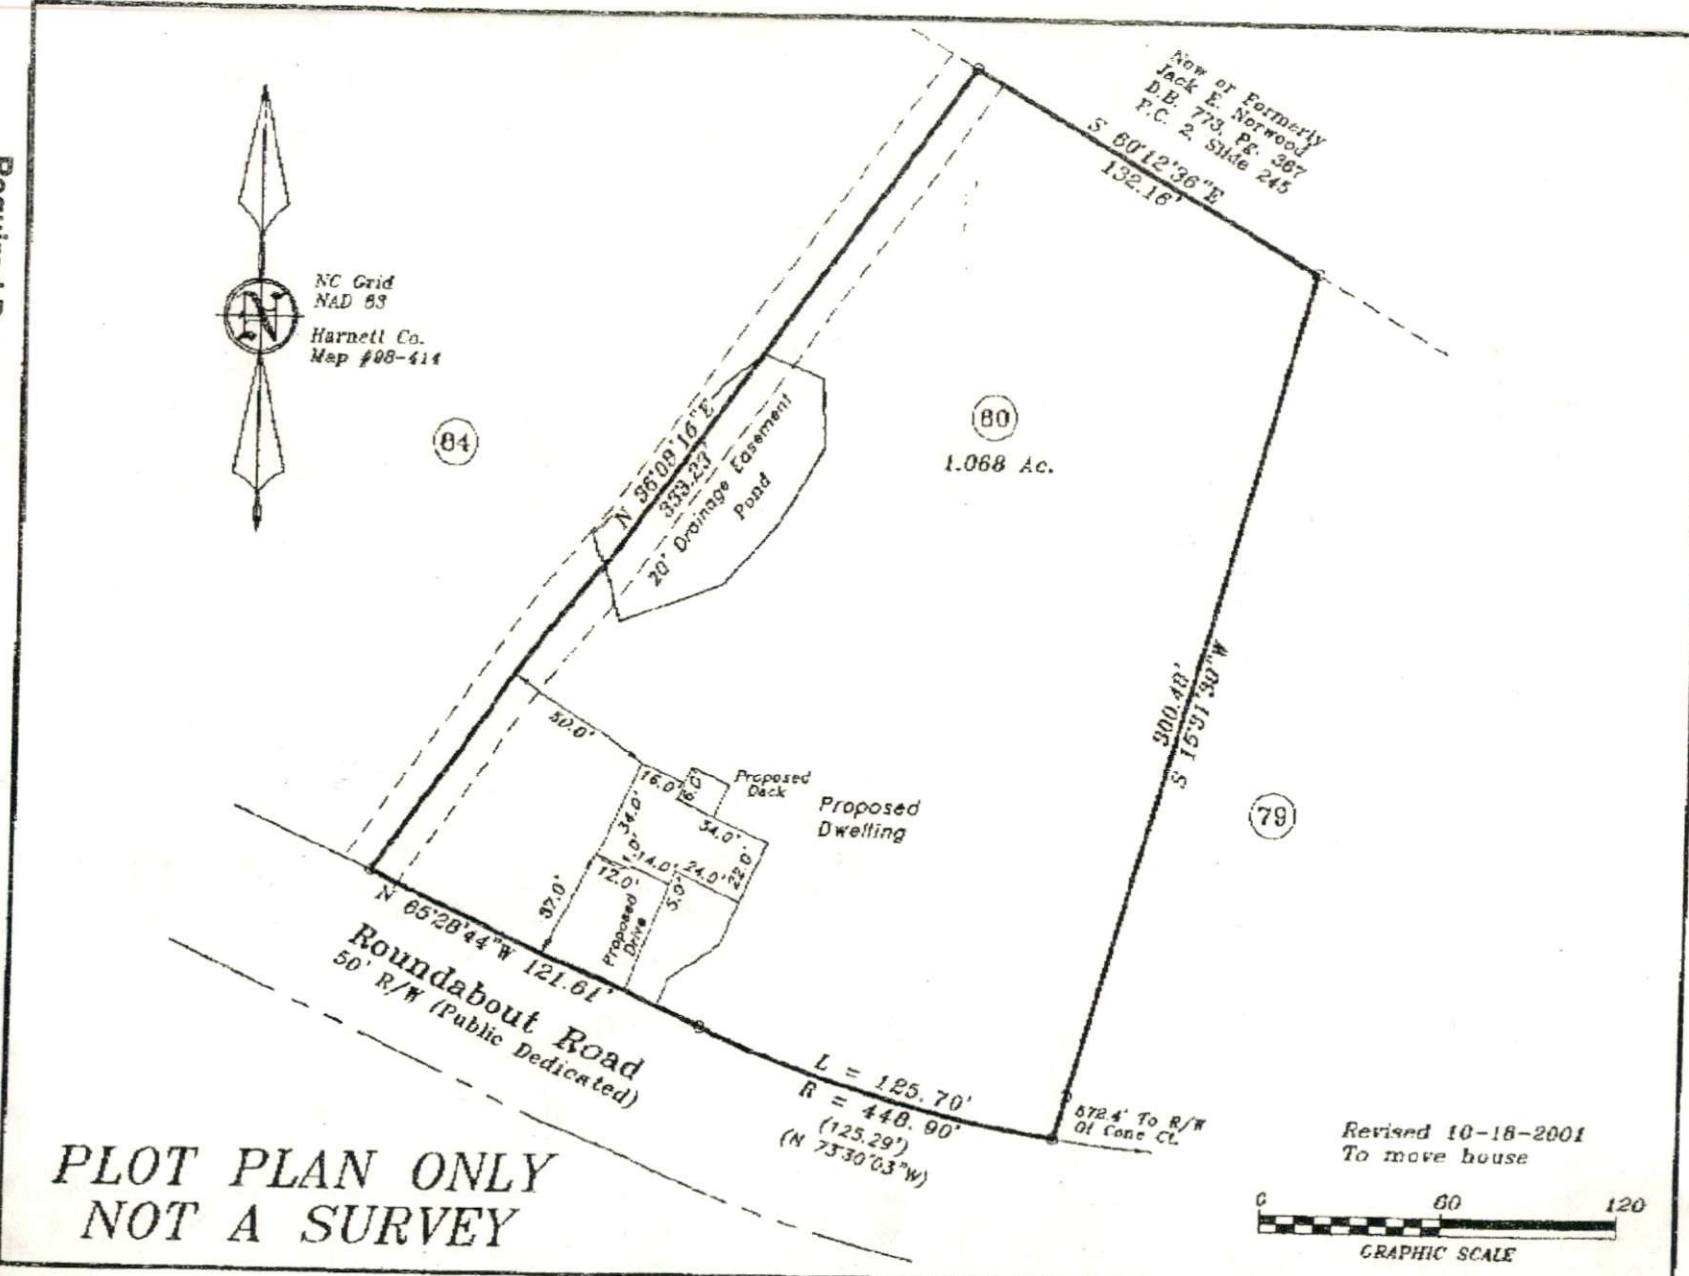 Now or Formerly
Jack E. Norwood
D.B. 773, Pg. 367
P.C. 2, Slide 245
S 60°12'36"E
132.16'
NC Grid
NAD 83
Harnett Co.
Map #98-414
84
80
1.068 Ac.
N 36°08'16"E
333.23'
20' Drainage Easement
Pond
300.48'
S 15°31'30"W
79
50.0'
16.0'
Proposed
Deck
Proposed
Dwelling
34.0'
34.0'
14.0'
24.0'
22.0'
12.0'
5.0'
37.0'
Proposed
Drive
N 65°28'44"W 121.61'
Roundabout Road
50' R/W (Public Dedicated)
L = 125.70'
R = 448.90'
(125.29')
(N 73°30'03"W)
572.4' To R/W
Of Cone Ct.
Revised 10-18-2001
To move house
PLOT PLAN ONLY
NOT A SURVEY
0 60 120
GRAPHIC SCALE